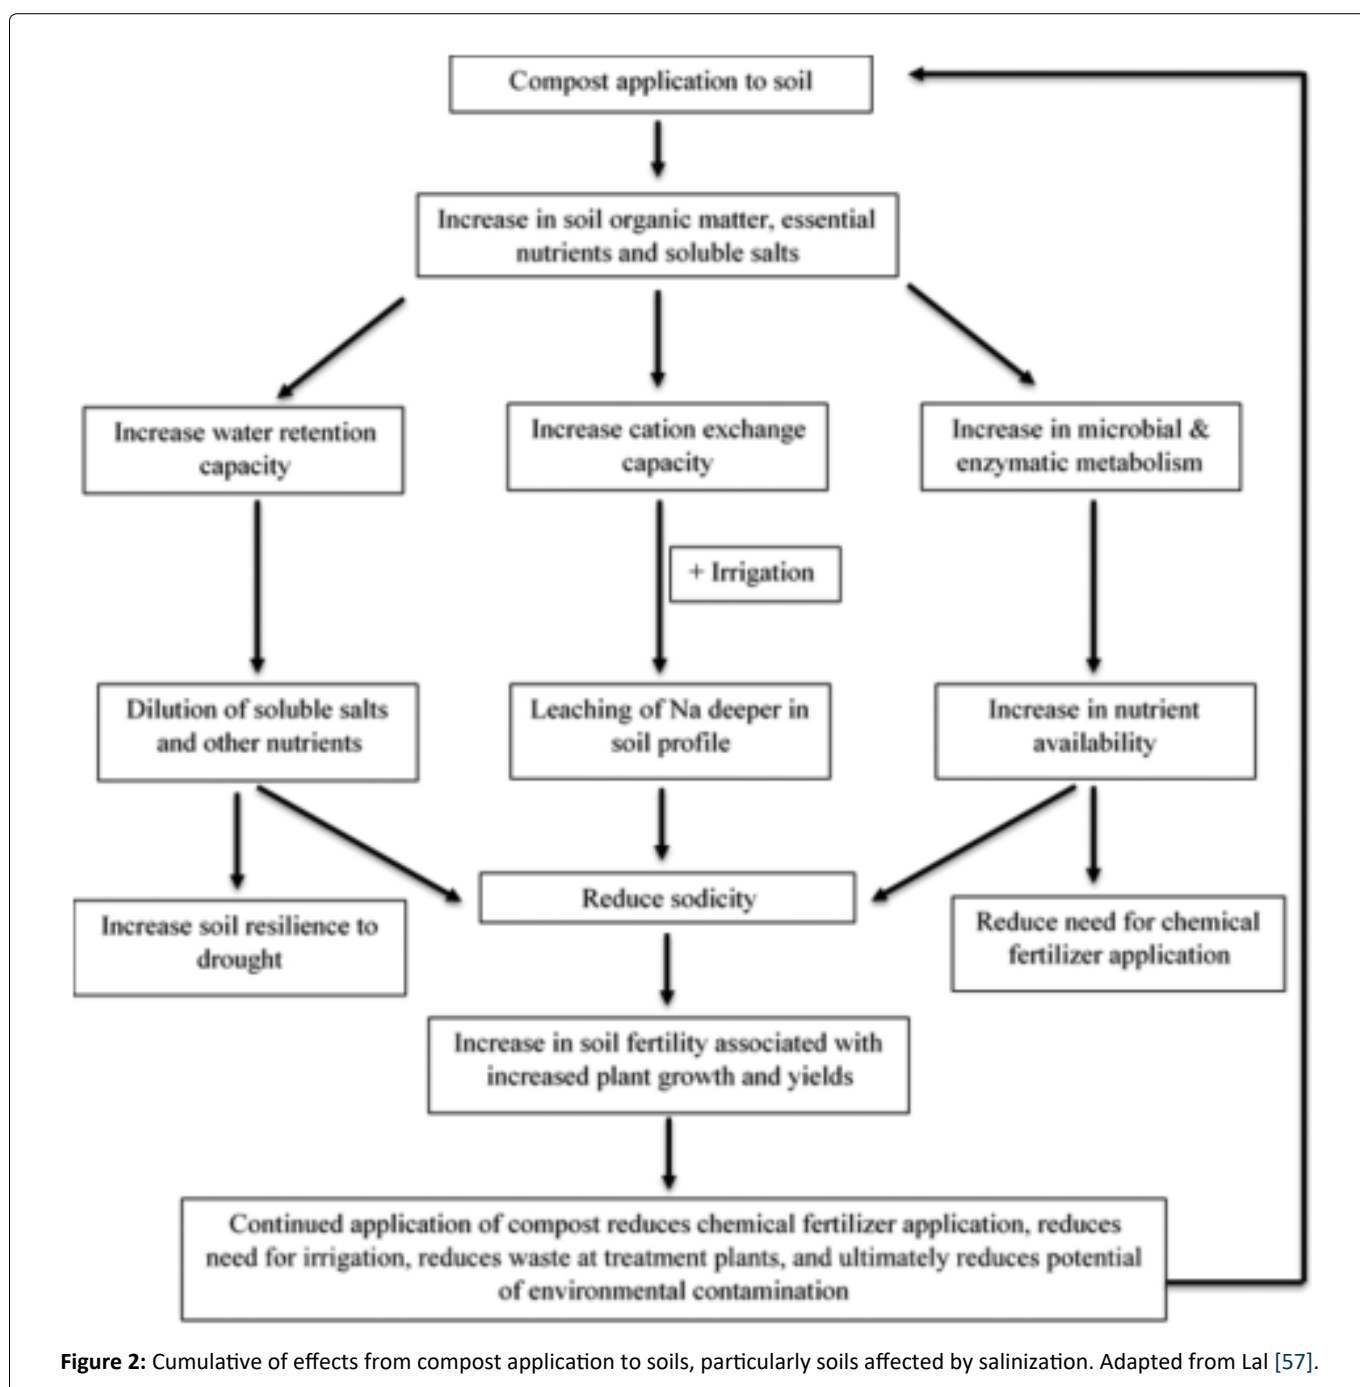 Compost application to soil
Increase in soil organic matter, essential
nutrients and soluble salts
Increase water retention
capacity
Increase cation exchange
capacity
Increase in microbial &
enzymatic metabolism
+ Irrigation
Dilution of soluble salts
and other nutrients
Leaching of Na deeper in
soil profile
Increase in nutrient
availability
Reduce sodicity
Increase soil resilience to
drought
Reduce need for chemical
fertilizer application
Increase in soil fertility associated with
increased plant growth and yields
Continued application of compost reduces chemical fertilizer application, reduces
need for irrigation, reduces waste at treatment plants, and ultimately reduces potential
of environmental contamination
Figure 2: Cumulative of effects from compost application to soils, particularly soils affected by salinization. Adapted from Lal [57].